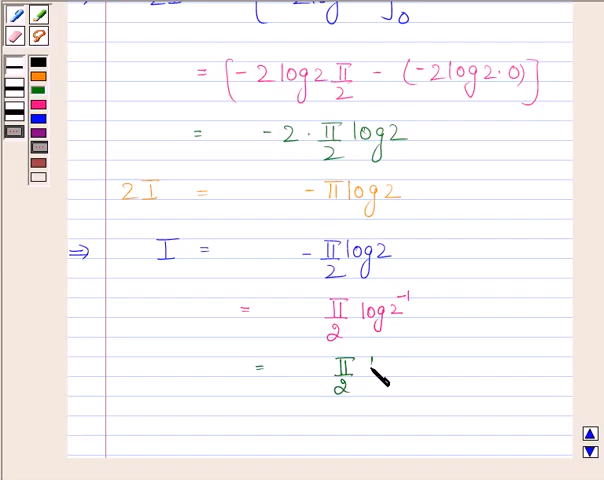 = [-2log2 π/2 - (-2log2·0)]
= -2·π/2 log2
2I = -π log2
⇒ I = -π/2 log2
= π/2 log2⁻¹
= π/2